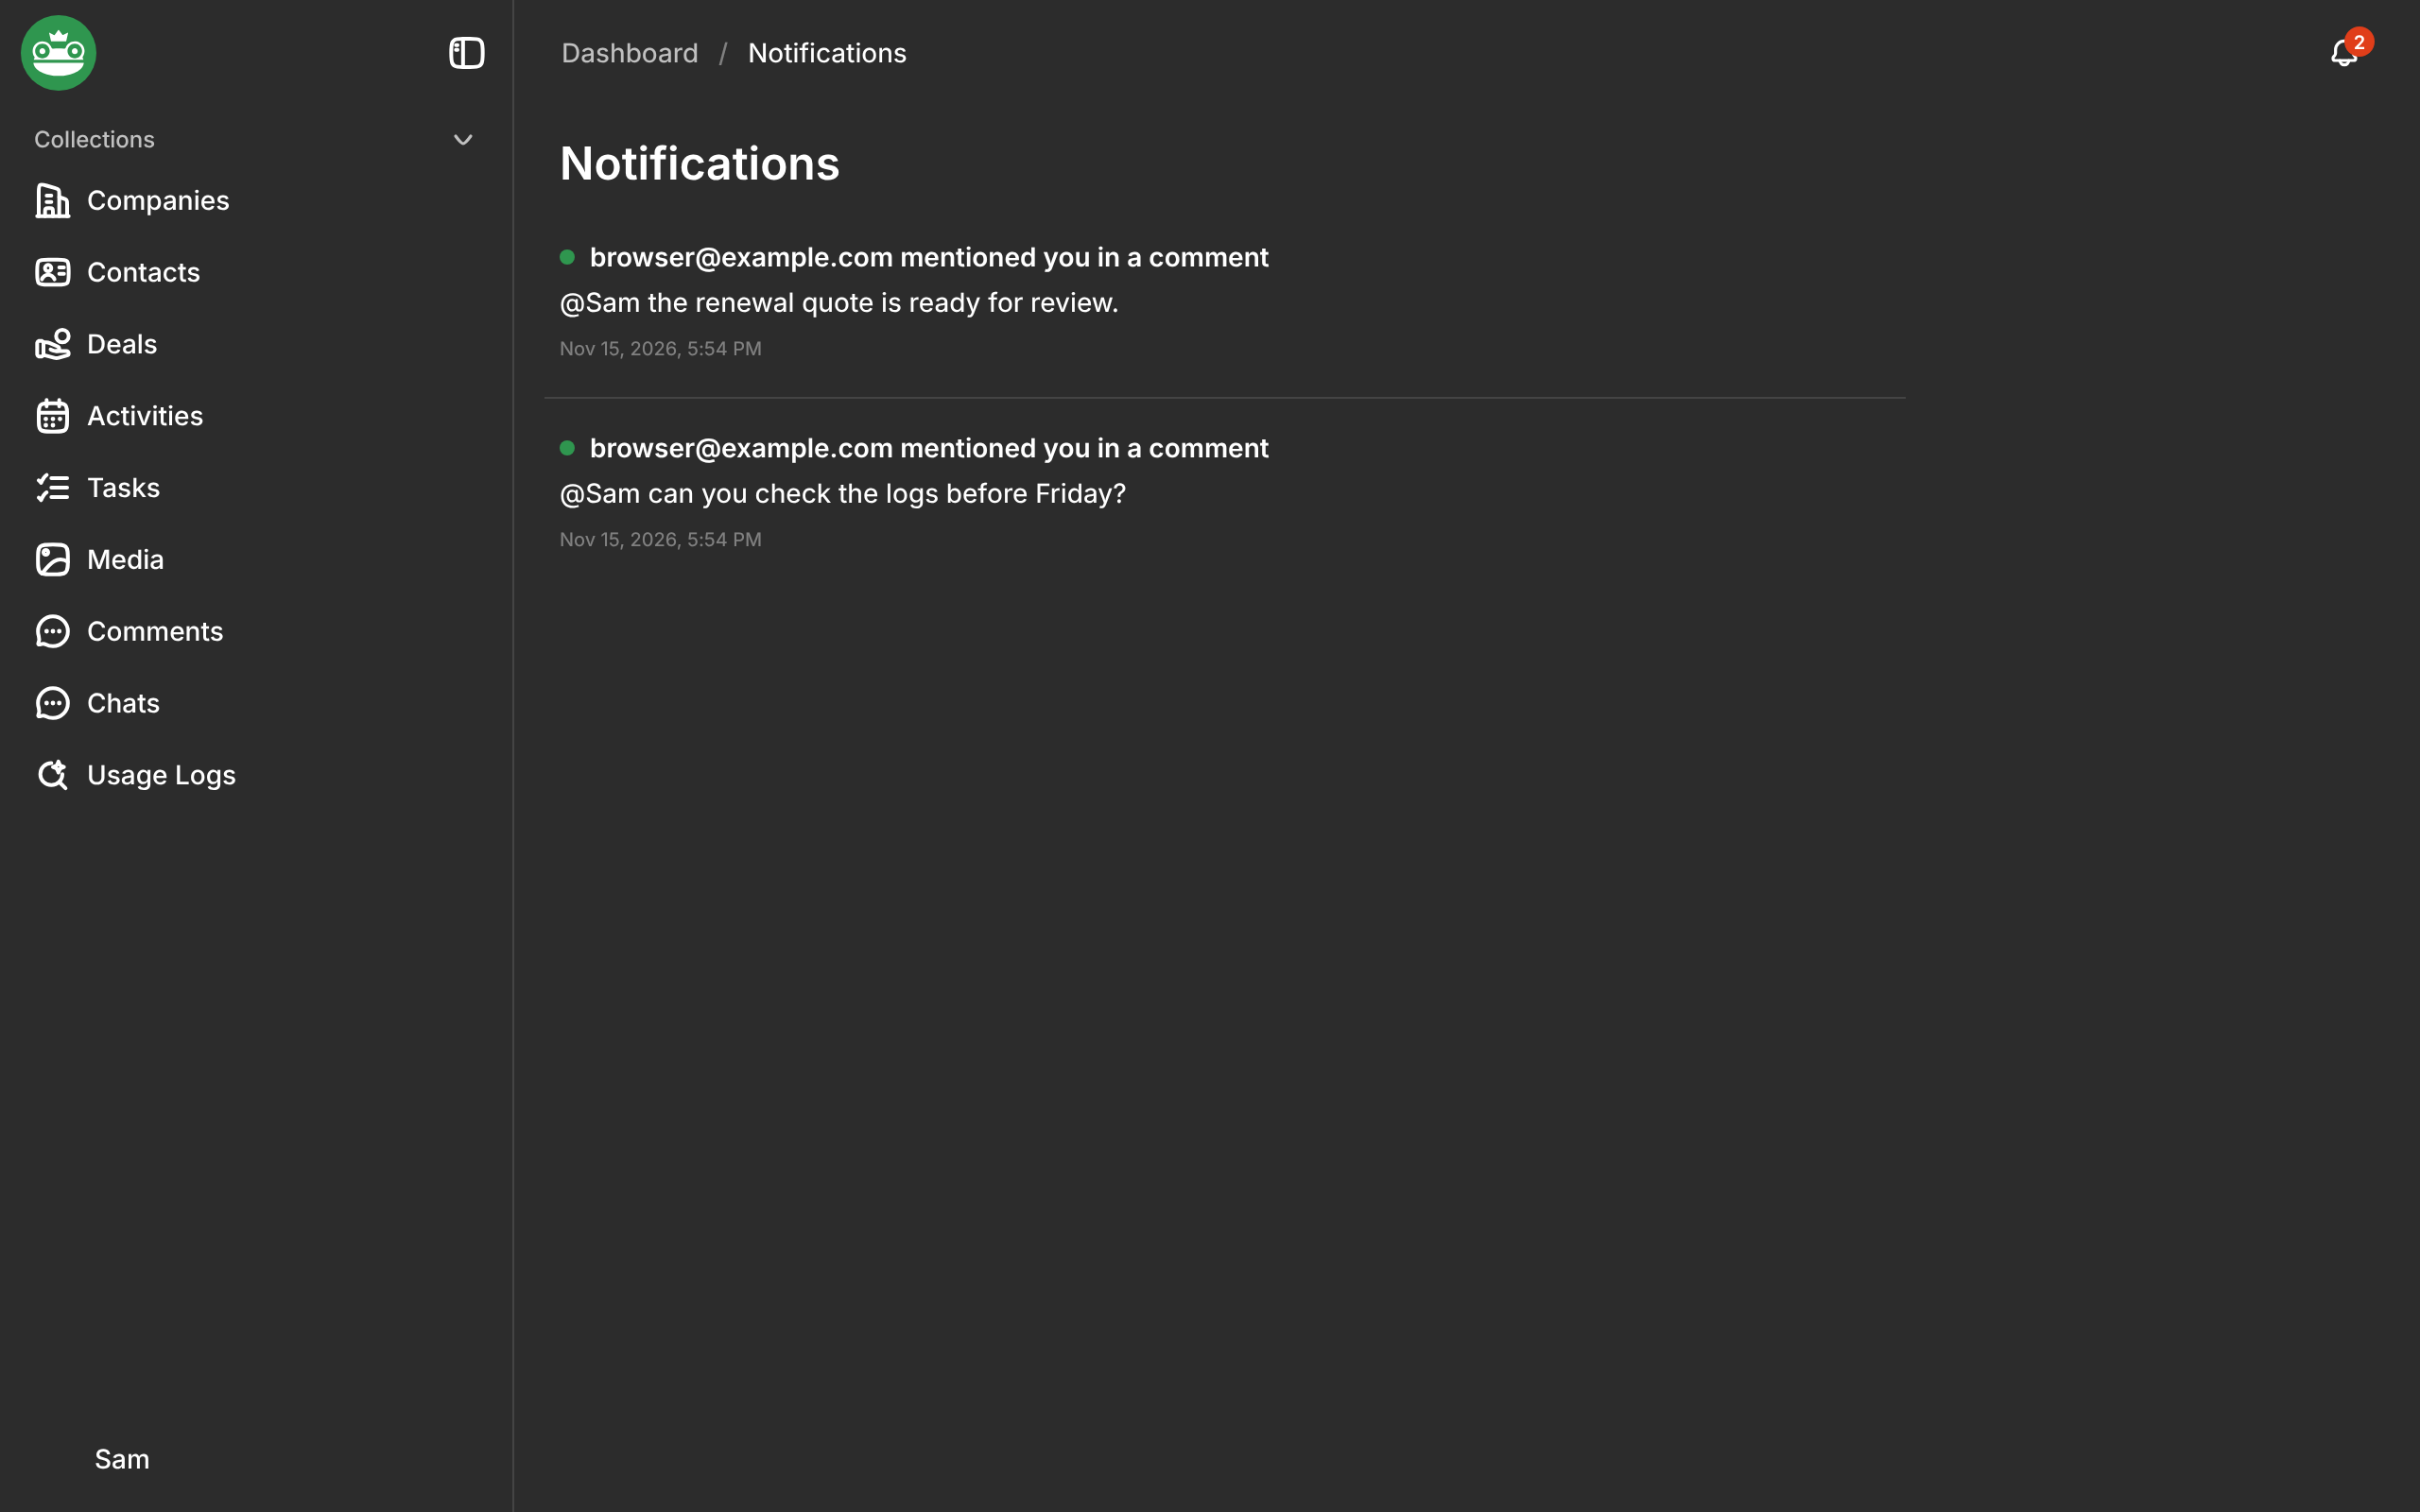 Dashboard / Notifications
2
Collections
Companies
Contacts
Deals
Activities
Tasks
Media
Comments
Chats
Usage Logs
Sam
Notifications
browser@example.com mentioned you in a comment
@Sam the renewal quote is ready for review.
Nov 15, 2026, 5:54 PM
browser@example.com mentioned you in a comment
@Sam can you check the logs before Friday?
Nov 15, 2026, 5:54 PM